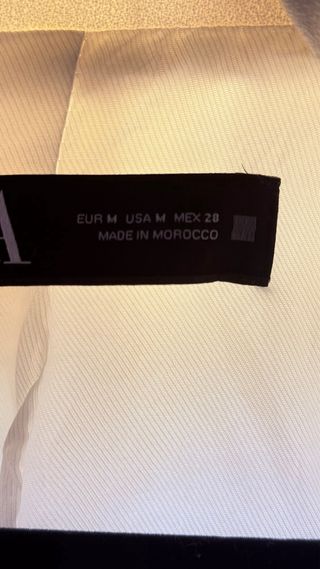 A
EUR M USA M MEX 28
MADE IN MOROCCO